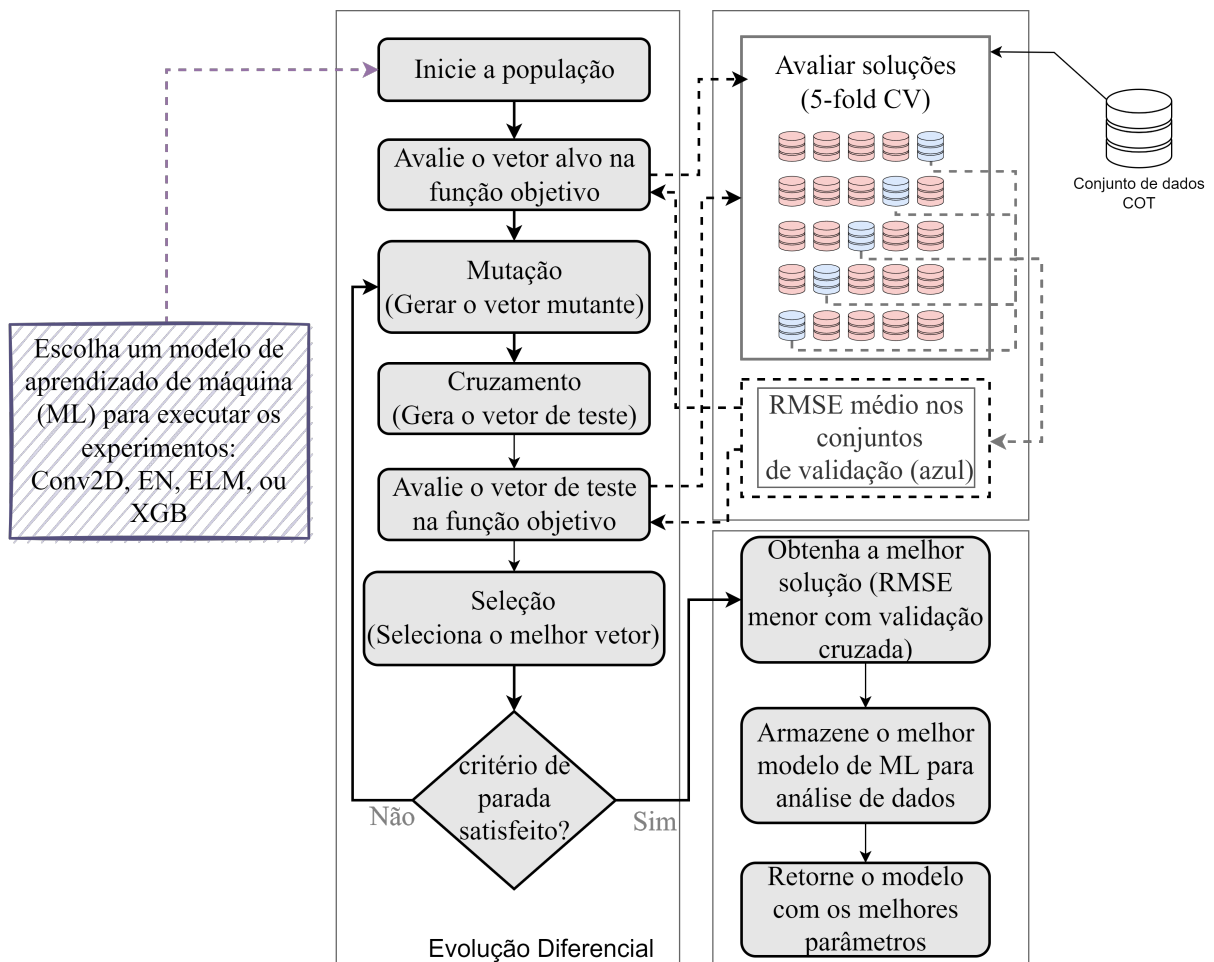 Escolha um modelo de
aprendizado de máquina
(ML) para executar os
experimentos:
Conv2D, EN, ELM, ou
XGB
Inicie a população
Avalie o vetor alvo na
função objetivo
Mutação
(Gerar o vetor mutante)
Cruzamento
(Gera o vetor de teste)
Avalie o vetor de teste
na função objetivo
Seleção
(Seleciona o melhor vetor)
critério de
parada
satisfeito?
Não
Sim
Evolução Diferencial
Avaliar soluções
(5-fold CV)
Conjunto de dados
COT
RMSE médio nos
conjuntos
de validação (azul)
Obtenha a melhor
solução (RMSE
menor com validação
cruzada)
Armazene o melhor
modelo de ML para
análise de dados
Retorne o modelo
com os melhores
parâmetros